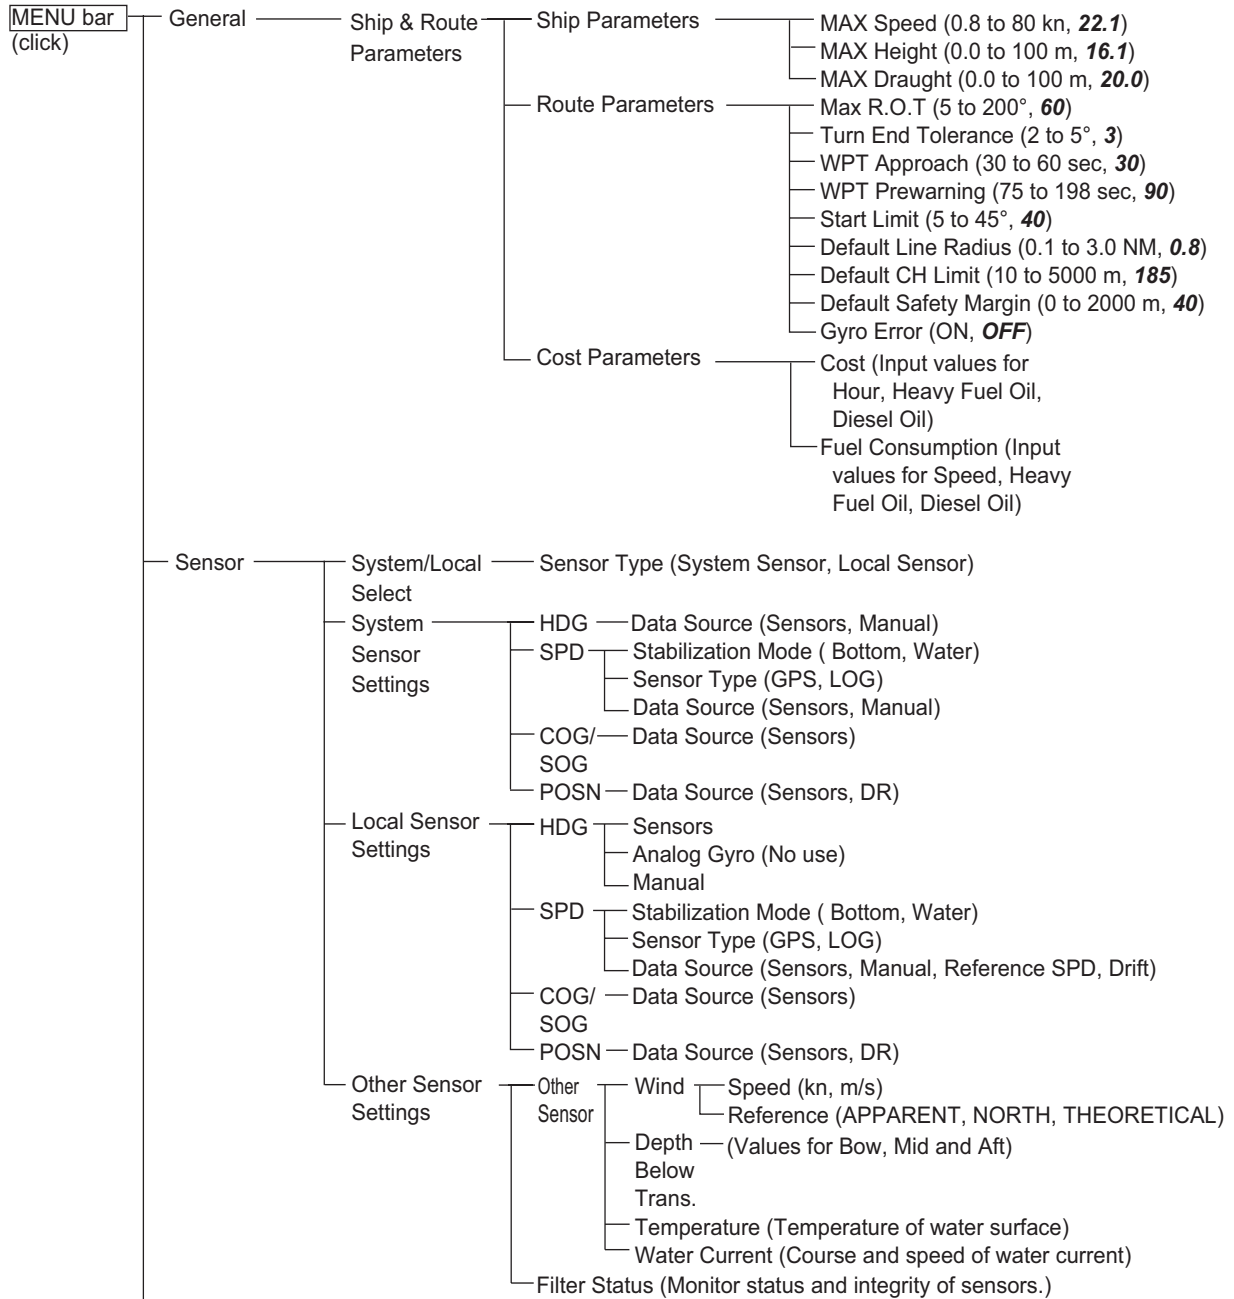 MENU bar
(click)
General
Ship & Route
Parameters
Ship Parameters
MAX Speed (0.8 to 80 kn, 22.1)
MAX Height (0.0 to 100 m, 16.1)
MAX Draught (0.0 to 100 m, 20.0)
Route Parameters
Max R.O.T (5 to 200°, 60)
Turn End Tolerance (2 to 5°, 3)
WPT Approach (30 to 60 sec, 30)
WPT Prewarning (75 to 198 sec, 90)
Start Limit (5 to 45°, 40)
Default Line Radius (0.1 to 3.0 NM, 0.8)
Default CH Limit (10 to 5000 m, 185)
Default Safety Margin (0 to 2000 m, 40)
Gyro Error (ON, OFF)
Cost Parameters
Cost (Input values for
Hour, Heavy Fuel Oil,
Diesel Oil)
Fuel Consumption (Input
values for Speed, Heavy
Fuel Oil, Diesel Oil)
Sensor
System/Local
Select
Sensor Type (System Sensor, Local Sensor)
System
Sensor
Settings
HDG
Data Source (Sensors, Manual)
SPD
Stabilization Mode ( Bottom, Water)
Sensor Type (GPS, LOG)
Data Source (Sensors, Manual)
COG/
SOG
Data Source (Sensors)
POSN
Data Source (Sensors, DR)
Local Sensor
Settings
HDG
Sensors
Analog Gyro (No use)
Manual
SPD
Stabilization Mode ( Bottom, Water)
Sensor Type (GPS, LOG)
Data Source (Sensors, Manual, Reference SPD, Drift)
COG/
SOG
Data Source (Sensors)
POSN
Data Source (Sensors, DR)
Other Sensor
Settings
Other
Sensor
Wind
Speed (kn, m/s)
Reference (APPARENT, NORTH, THEORETICAL)
Depth
Below
Trans.
(Values for Bow, Mid and Aft)
Temperature (Temperature of water surface)
Water Current (Course and speed of water current)
Filter Status (Monitor status and integrity of sensors.)